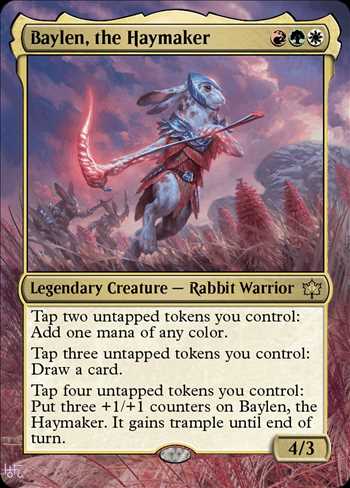 Baylen, the Haymaker
Legendary Creature — Rabbit Warrior
Tap two untapped tokens you control:
Add one mana of any color.
Tap three untapped tokens you control:
Draw a card.
Tap four untapped tokens you control:
Put three +1/+1 counters on Baylen, the
Haymaker. It gains trample until end of
turn.
4/3